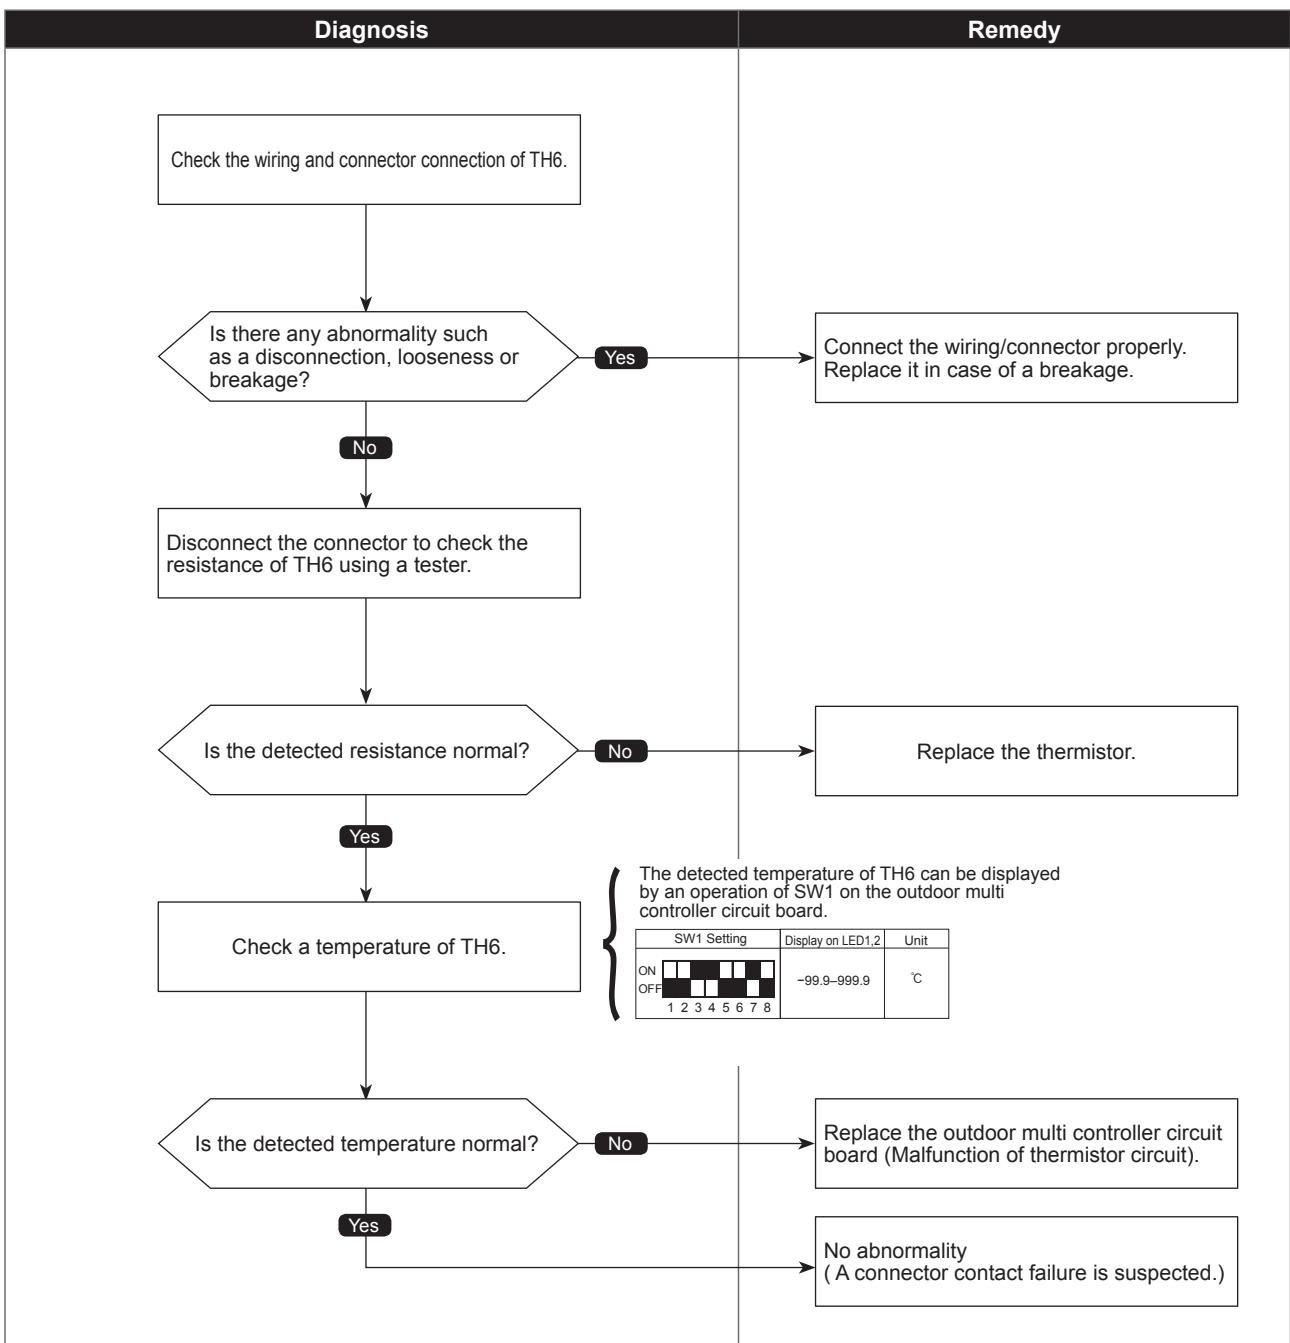 Diagnosis
Remedy
Check the wiring and connector connection of TH6.
Is there any abnormality such
as a disconnection, looseness or
breakage?
Yes
Connect the wiring/connector properly.
Replace it in case of a breakage.
No
Disconnect the connector to check the
resistance of TH6 using a tester.
Is the detected resistance normal?
No
Replace the thermistor.
Yes
The detected temperature of TH6 can be displayed
by an operation of SW1 on the outdoor multi
controller circuit board.
Check a temperature of TH6.
SW1 Setting
Display on LED1,2
Unit
ON
OFF
1 2 3 4 5 6 7 8
−99.9–999.9
℃
Is the detected temperature normal?
No
Replace the outdoor multi controller circuit
board (Malfunction of thermistor circuit).
Yes
No abnormality
( A connector contact failure is suspected.)